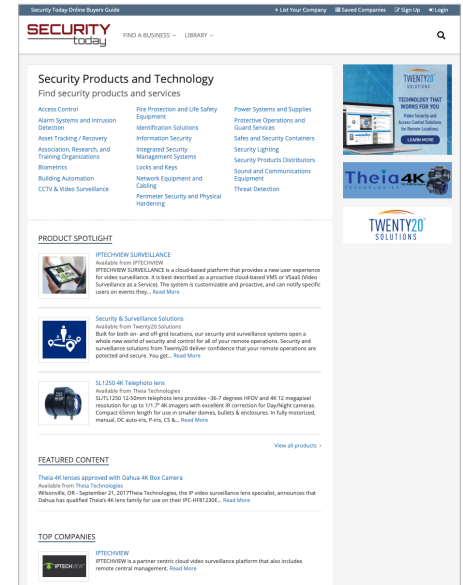 Security Today Online Buyers Guide
+ List Your Company
Saved Companies
Sign Up
Login
SECURITY
today
FIND A BUSINESS
LIBRARY
Security Products and Technology
Find security products and services
Access Control
Alarm Systems and Intrusion
Detection
Asset Tracking / Recovery
Association, Research, and
Training Organizations
Biometrics
Building Automation
CCTV & Video Surveillance
Fire Protection and Life Safety
Equipment
Identification Solutions
Information Security
Integrated Security
Management Systems
Locks and Keys
Network Equipment and
Cabling
Perimeter Security and Physical
Hardening
Power Systems and Supplies
Protective Operations and
Guard Services
Safes and Security Containers
Security Lighting
Security Products Distributors
Sound and Communications
Equipment
Threat Detection
TWENTY20
SOLUTIONS
TECHNOLOGY THAT
WORKS FOR YOU
Video Security and
Access Control Solutions
for Remote Locations.
LEARN MORE
Theia 4K
TECHNOLOGIES
TWENTY20
SOLUTIONS
PRODUCT SPOTLIGHT
IPTECHVIEW SURVEILLANCE
Available from IPTECHVIEW
IPTECHVIEW SURVEILLANCE is a cloud-based platform that provides a new user experience
for video surveillance. It is best described as a proactive cloud-based VMS or VSaaS (Video
Surveillance as a Service). The system is customizable and proactive, and can notify specific
users on events they... Read More
Security & Surveillance Solutions
Available from Twenty20 Solutions
Built for both on- and off-grid locations, our security and surveillance systems open a
whole new world of security and control for all of your remote operations. Security and
surveillance solutions from Twenty20 deliver confidence that your remote operations are
potected and secure. You get... Read More
SL1250 4K Telephoto lens
Available from Theia Technologies
SL/TL1250 12-50mm telephoto lens provides ~36-7 degrees HFOV and 4K 12 megapixel
resolution for up to 1/1.7" 4K imagers with excellent IR correction for Day/Night cameras.
Compact 65mm length for use in smaller domes, bullets & enclosures. In fully motorized,
manual, DC auto-iris, P-iris, CS &... Read More
View all products >
FEATURED CONTENT
Theia 4K lenses approved with Dahua 4K Box Camera
Available from Theia Technologies
Wilsonville, OR - September 21, 2017Theia Technologies, the IP video surveillance lens specialist, announces that
Dahua has qualified Theia's 4K lens family for use on their IPC-HF81230E... Read More
TOP COMPANIES
IPTECHVIEW
IPTECHVIEW
IPTECHVIEW is a partner centric cloud video surveillance platform that also includes
remote central management. Read More